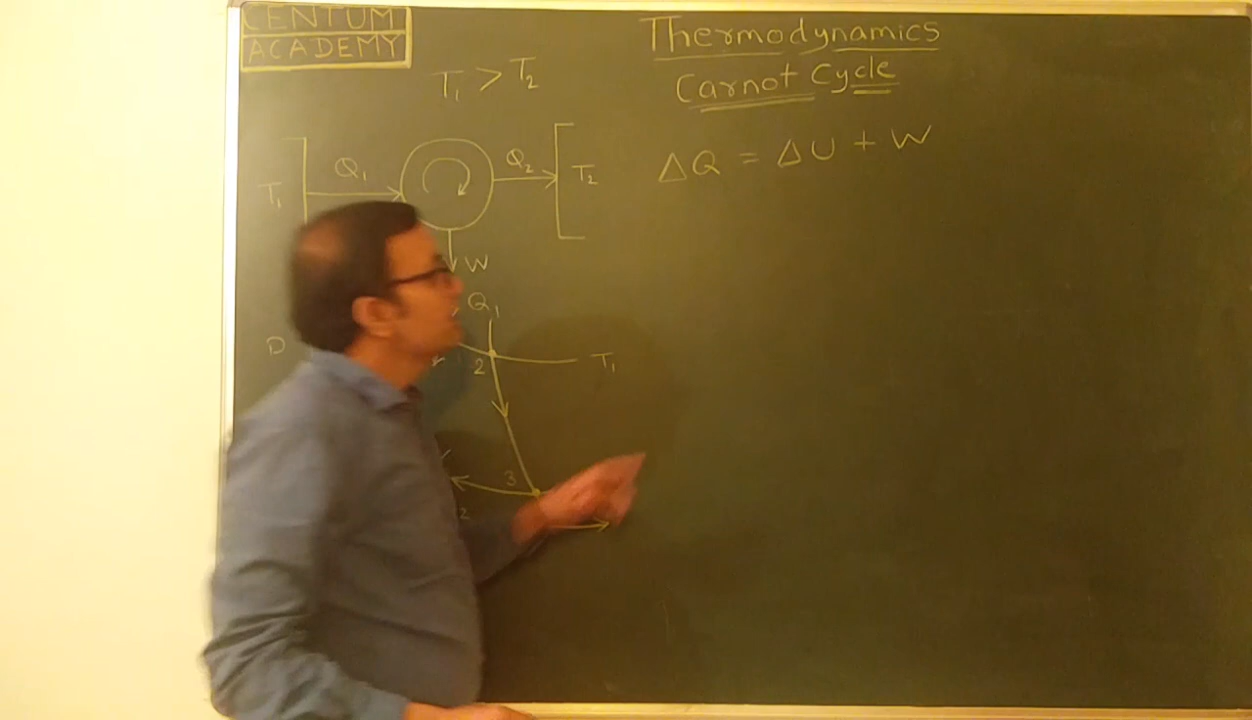 CENTUM
ACADEMY
Thermodynamics
Carnot Cycle
T₁ > T₂
ΔQ = ΔU + W
T₁
Q₁
Q₂
T₂
W
Q₁
2
T₁
3
2